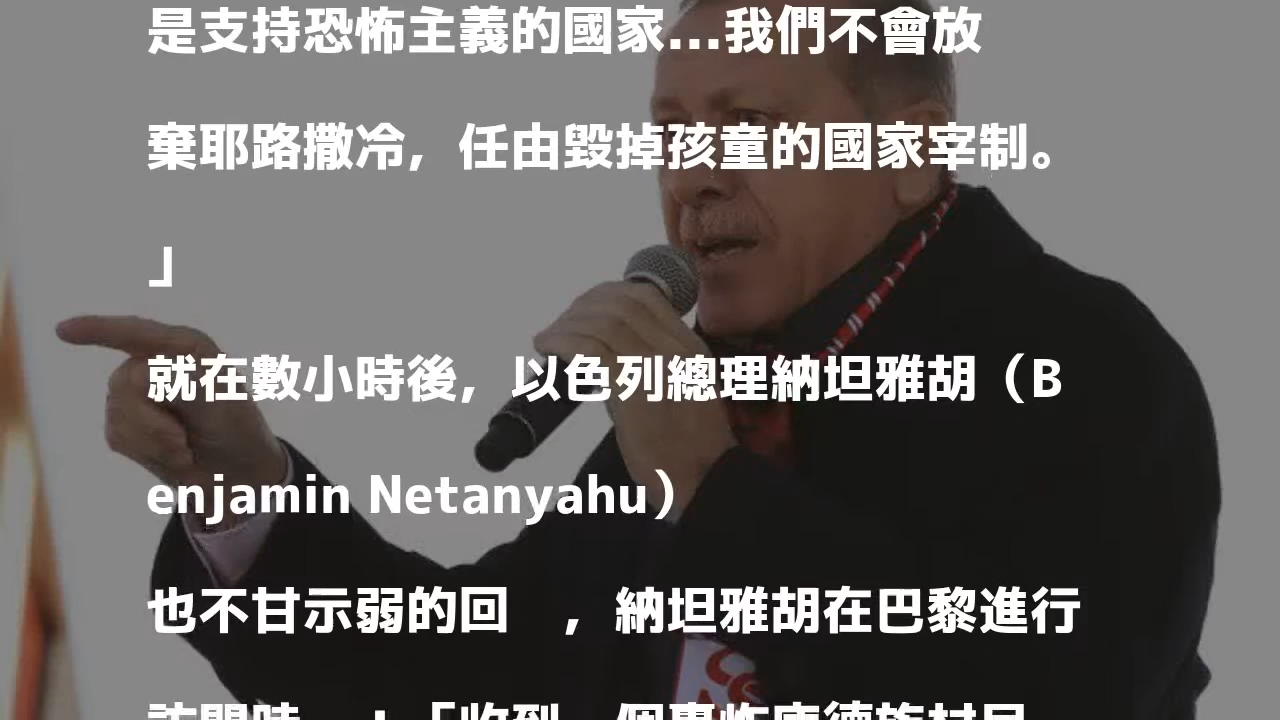 是支持恐怖主義的國家...我們不會放
棄耶路撒冷，任由毀掉孩童的國家宰制。
」
就在數小時後，以色列總理納坦雅胡（B
enjamin Netanyahu）
也不甘示弱的回　，納坦雅胡在巴黎進行